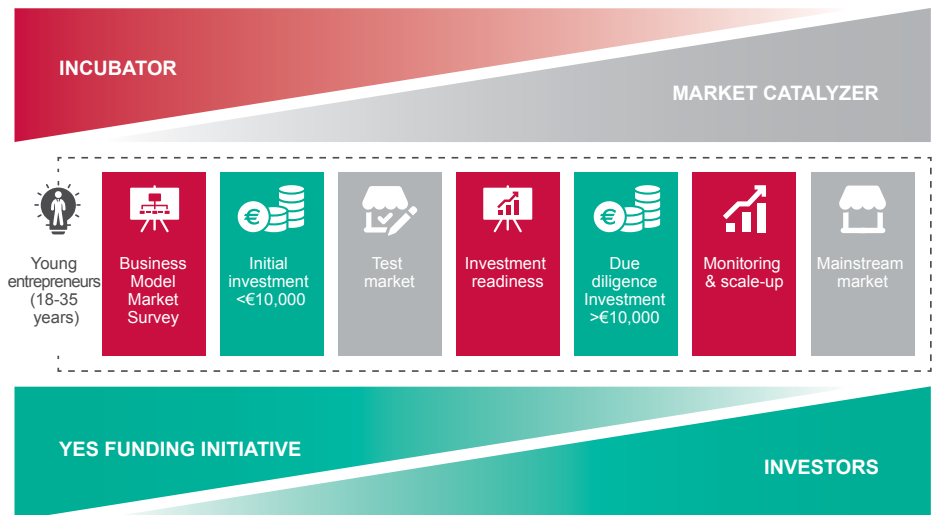 INCUBATOR
MARKET CATALYZER
Young
entrepreneurs
(18-35
years)
Business
Model
Market
Survey
€
Initial
investment
<€10,000
Test
market
Investment
readiness
€
Due
diligence
Investment
>€10,000
Monitoring
& scale-up
Mainstream
market
YES FUNDING INITIATIVE
INVESTORS